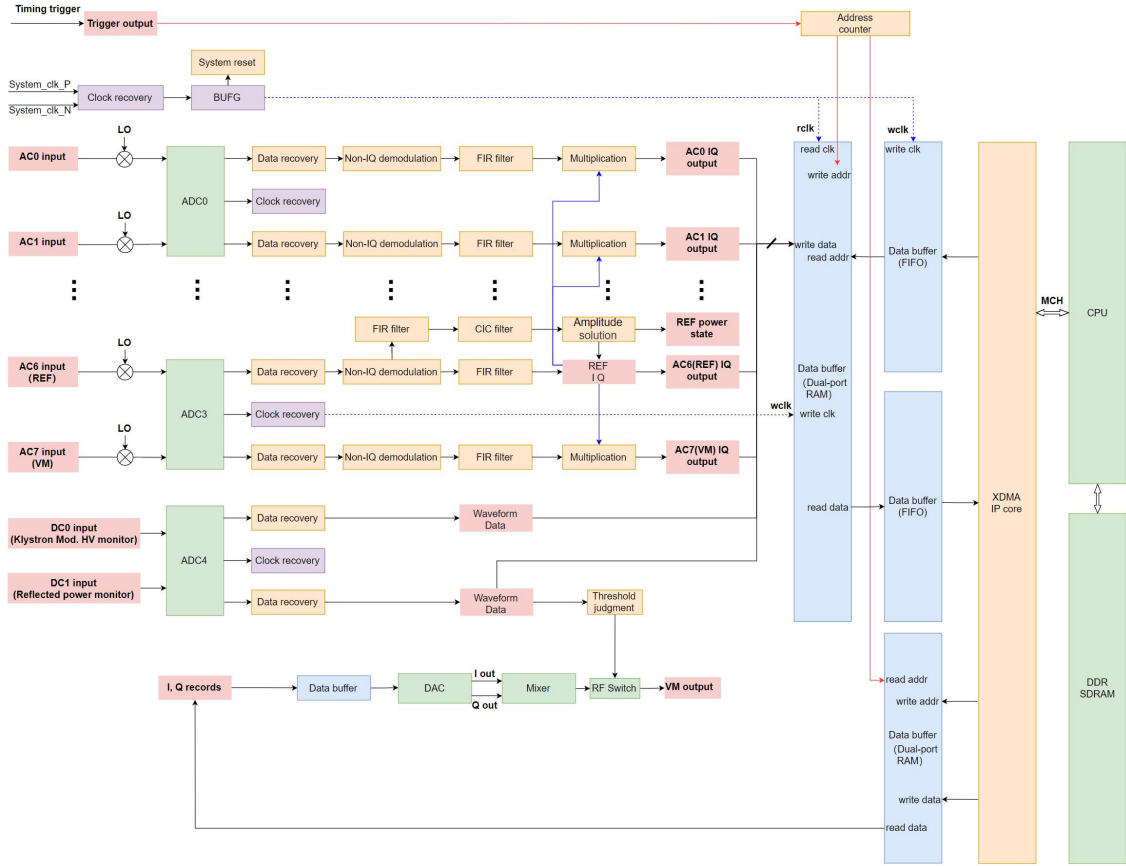 Timing trigger
Trigger output
Address
counter
System reset
System_clk_P
System_clk_N
Clock recovery
BUFG
rclk
wclk
LO
AC0 input
ADC0
Data recovery
Non-IQ demodulation
FIR filter
Multiplication
AC0 IQ
output
Clock recovery
LO
AC1 input
Data recovery
Non-IQ demodulation
FIR filter
Multiplication
AC1 IQ
output
FIR filter
CIC filter
Amplitude
solution
REF power
state
LO
AC6 input
(REF)
ADC3
Data recovery
Non-IQ demodulation
FIR filter
REF
I Q
AC6(REF) IQ
output
Clock recovery
wclk
LO
AC7 input
(VM)
Data recovery
Non-IQ demodulation
FIR filter
Multiplication
AC7(VM) IQ
output
DC0 input
(Klystron Mod. HV monitor)
ADC4
Data recovery
Waveform
Data
Clock recovery
DC1 input
(Reflected power monitor)
Data recovery
Waveform
Data
Threshold
judgment
I, Q records
Data buffer
DAC
I out
Q out
Mixer
RF Switch
VM output
read clk
write addr
write data
read addr
Data buffer
(Dual-port
RAM)
write clk
read data
write clk
Data buffer
(FIFO)
Data buffer
(FIFO)
read addr
write addr
Data buffer
(Dual-port
RAM)
write data
read data
XDMA
IP core
MCH
CPU
DDR
SDRAM